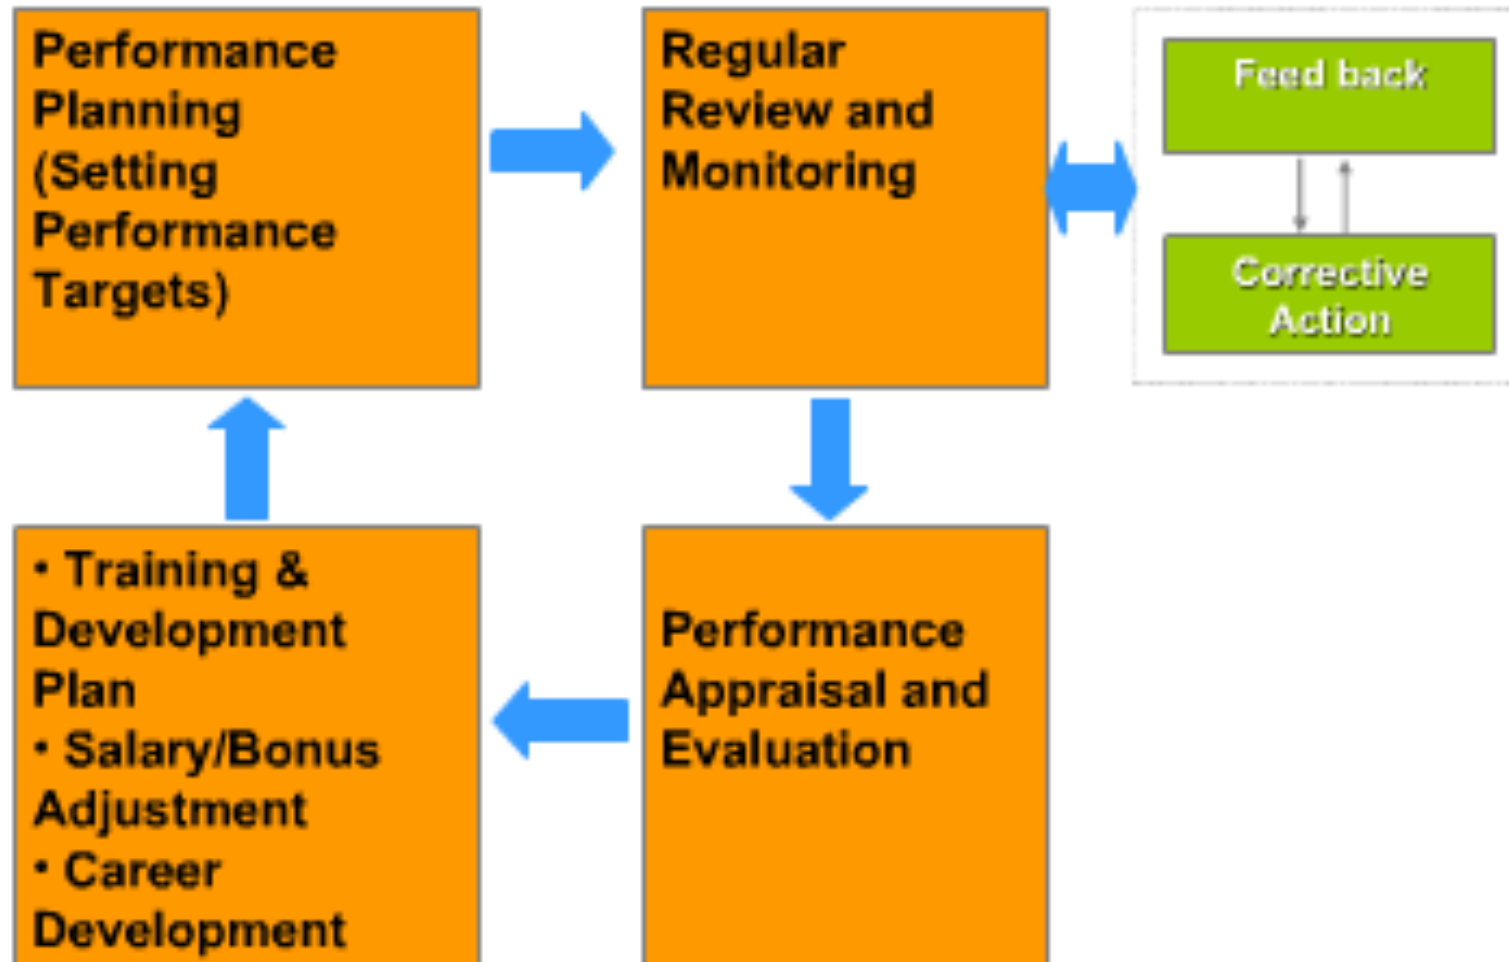 Performance
Planning
(Setting
Performance
Targets)
Regular
Review and
Monitoring
Feed back
Corrective
Action
• Training &
Development
Plan
• Salary/Bonus
Adjustment
• Career
Development
Performance
Appraisal and
Evaluation